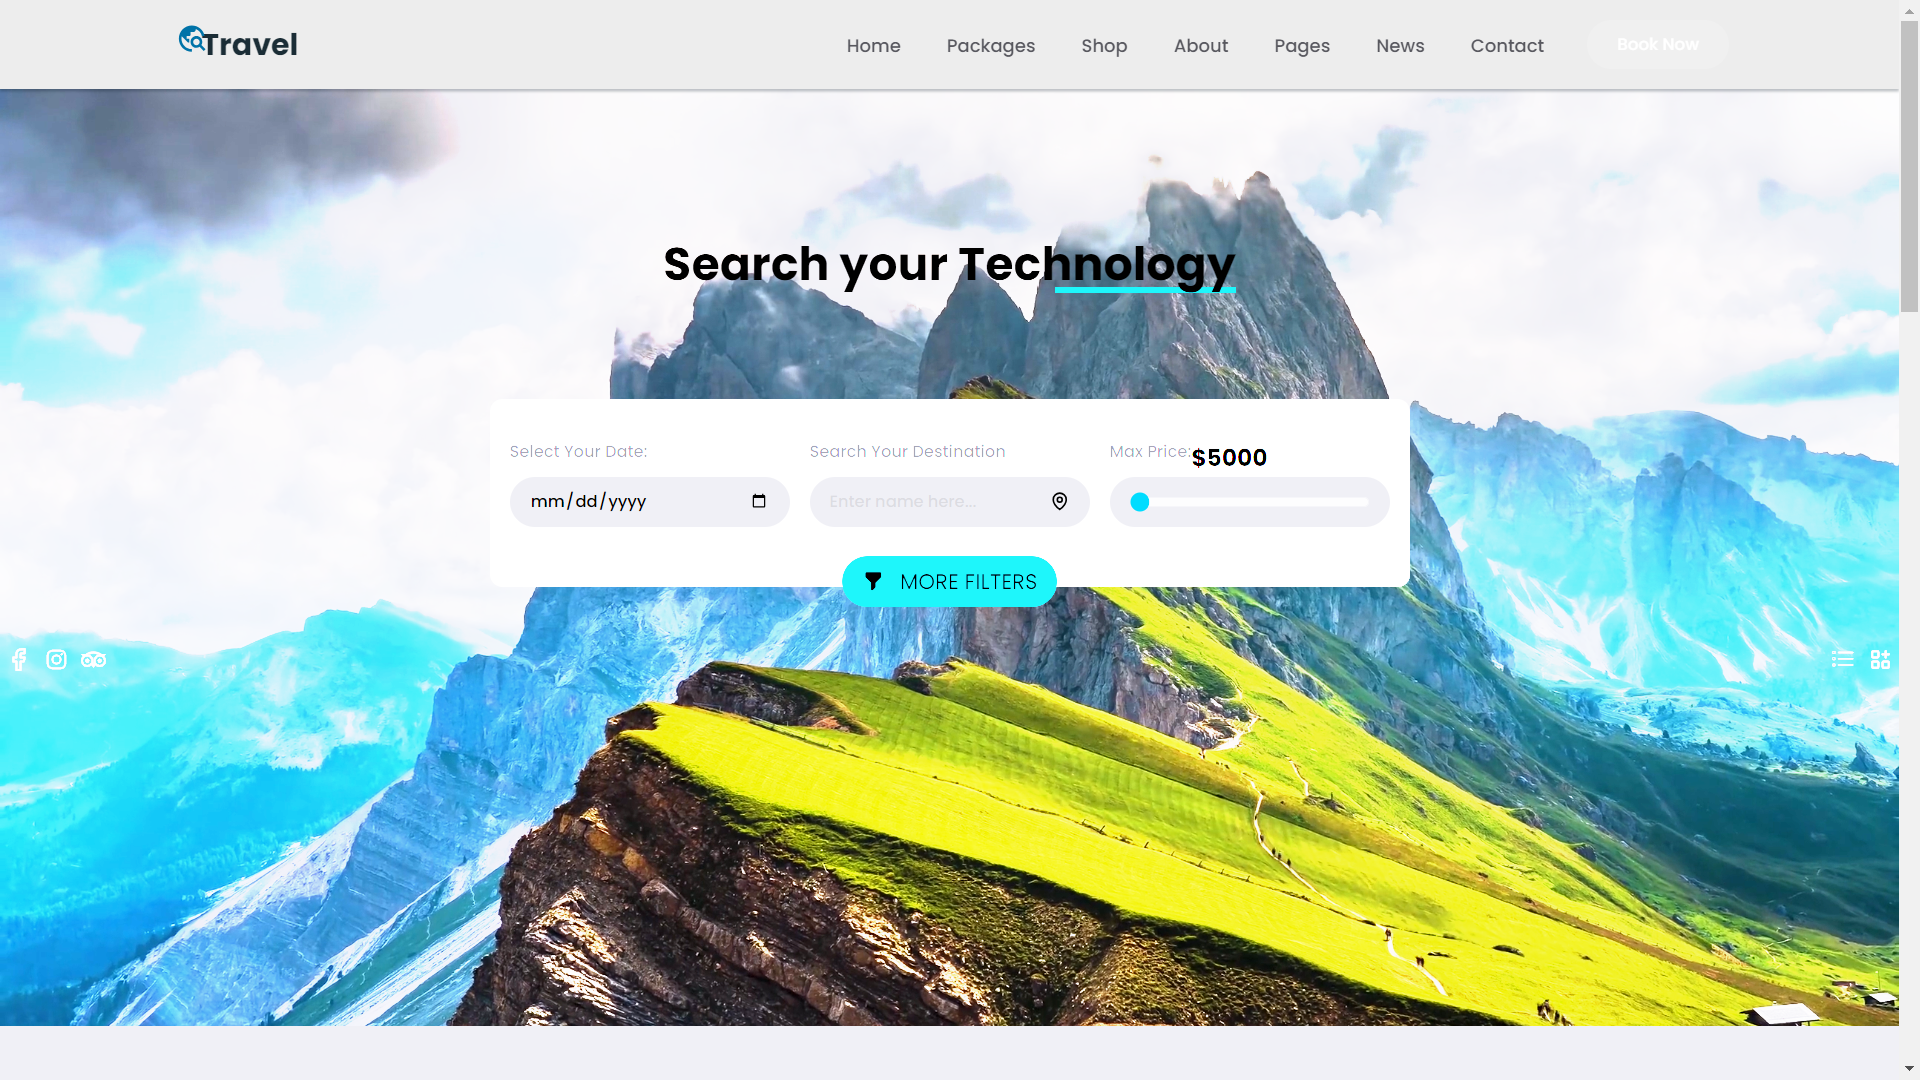 Travel
Home Packages Shop About Pages News Contact Book Now
Search your Technology
Select Your Date: Search Your Destination Max Price:$5000
mm/dd/yyyy Enter name here...
MORE FILTERS